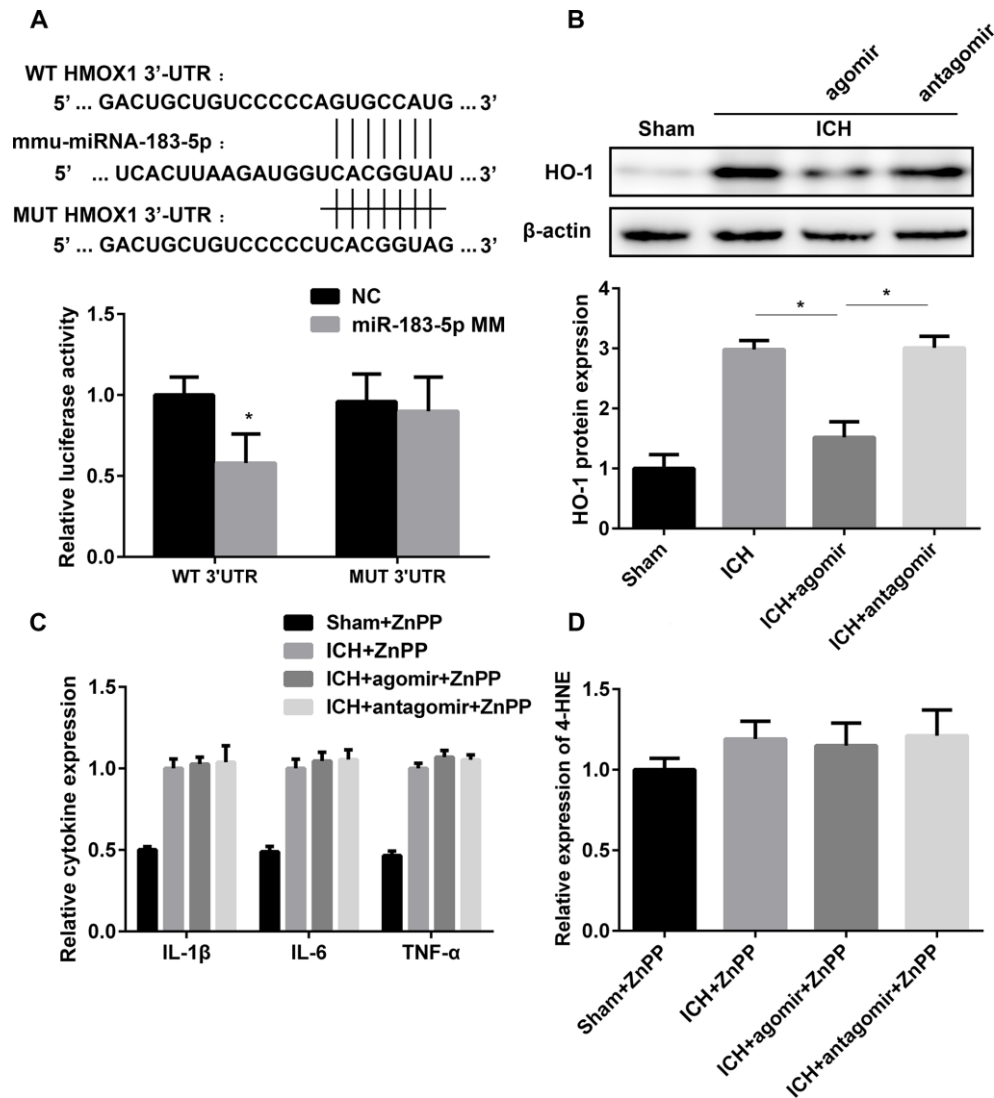 A
WT HMOX1 3'-UTR :
5' ... GACUGCUGUCCCCCAGUGCCAUG ... 3'
mmu-miRNA-183-5p :
5' ... UCACUUAAGAUGGUCACGGUAU ... 3'
MUT HMOX1 3'-UTR :
5' ... GACUGCUGUCCCCCUCACGGUAG ... 3'
NC
miR-183-5p MM
Relative luciferase activity
1.5
1.0
0.5
0.0
*
WT 3'UTR
MUT 3'UTR
B
agomir
antagomir
Sham
ICH
HO-1
β-actin
HO-1 protein exprssion
4
3
2
1
0
*
*
Sham
ICH
ICH+agomir
ICH+antagomir
C
Sham+ZnPP
ICH+ZnPP
ICH+agomir+ZnPP
ICH+antagomir+ZnPP
Relative cytokine expression
1.5
1.0
0.5
0.0
IL-1β
IL-6
TNF-α
D
Relative expression of 4-HNE
1.5
1.0
0.5
0.0
Sham+ZnPP
ICH+ZnPP
ICH+agomir+ZnPP
ICH+antagomir+ZnPP